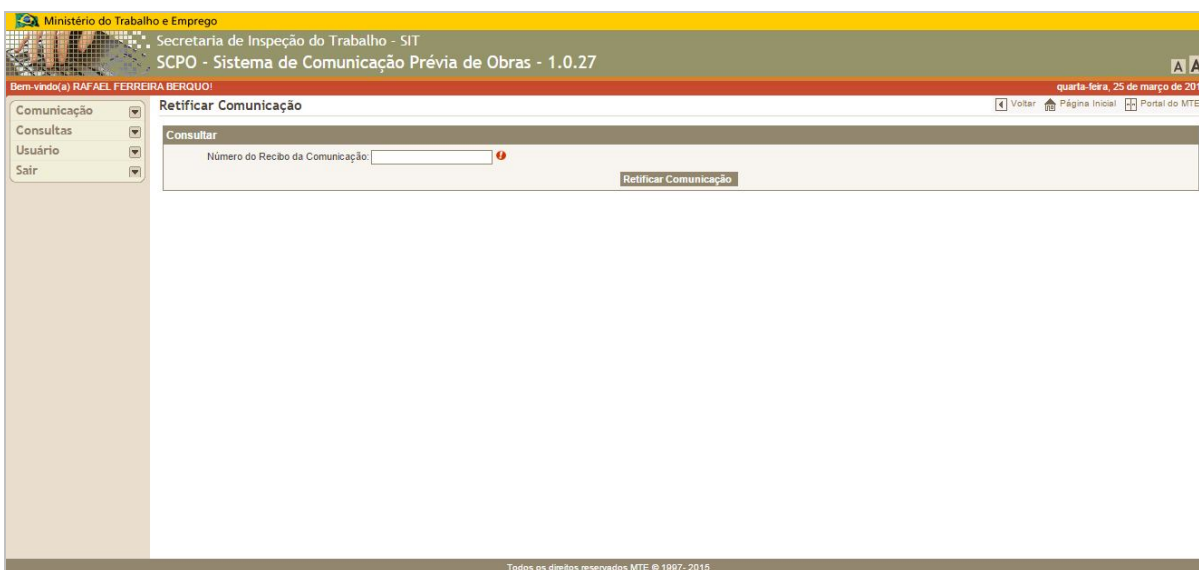 Ministério do Trabalho e Emprego
Secretaria de Inspeção do Trabalho - SIT
SCPO - Sistema de Comunicação Prévia de Obras - 1.0.27
A A
Bem-vindo(a) RAFAEL FERREIRA BERQUO! quarta-feira, 25 de março de 201
Comunicação
Consultas
Usuário
Sair
Retificar Comunicação
Voltar Página Inicial Portal do MTE
Consultar
Número do Recibo da Comunicação:
Retificar Comunicação
Todos os direitos reservados MTE © 1997- 2015